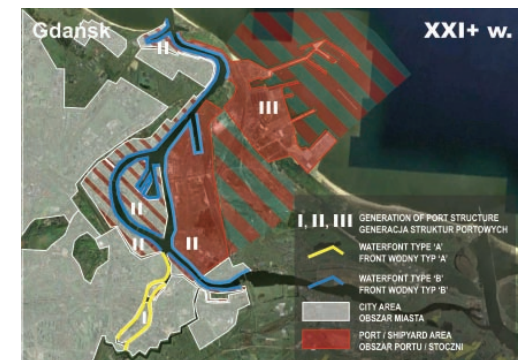 Gdańsk
XXI+ w.
II
III
II
II
II
I
I, II, III
GENERATION OF PORT STRUCTURE
GENERACJA STRUKTUR PORTOWYCH
WATERFONT TYPE 'A'
FRONT WODNY TYP 'A'
WATERFONT TYPE 'B'
FRONT WODNY TYP 'B'
CITY AREA
OBSZAR MIASTA
PORT / SHIPYARD AREA
OBSZAR PORTU / STOCZNI